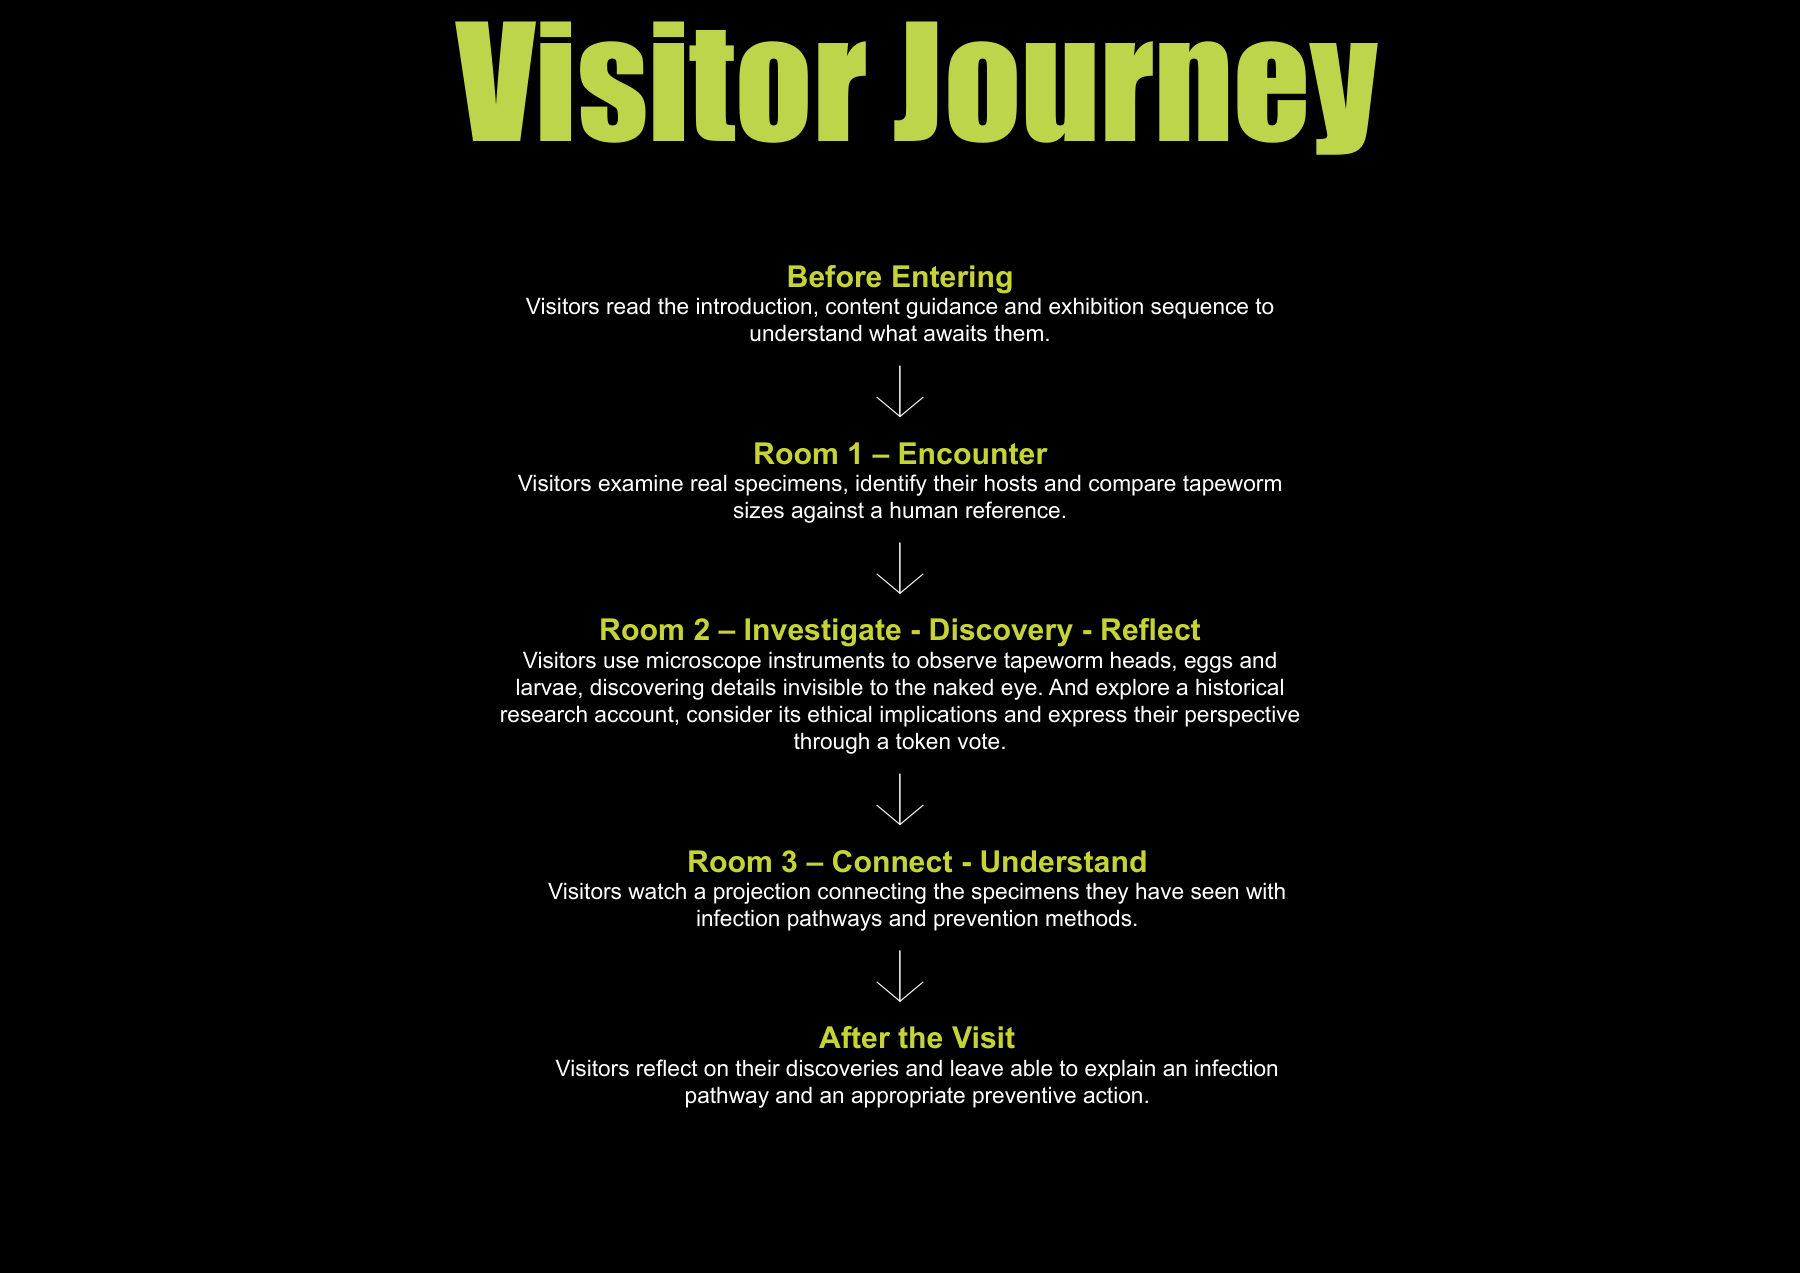 Visitor Journey
Before Entering
Visitors read the introduction, content guidance and exhibition sequence to
understand what awaits them.
Room 1 – Encounter
Visitors examine real specimens, identify their hosts and compare tapeworm
sizes against a human reference.
Room 2 – Investigate - Discovery - Reflect
Visitors use microscope instruments to observe tapeworm heads, eggs and
larvae, discovering details invisible to the naked eye. And explore a historical
research account, consider its ethical implications and express their perspective
through a token vote.
Room 3 – Connect - Understand
Visitors watch a projection connecting the specimens they have seen with
infection pathways and prevention methods.
After the Visit
Visitors reflect on their discoveries and leave able to explain an infection
pathway and an appropriate preventive action.